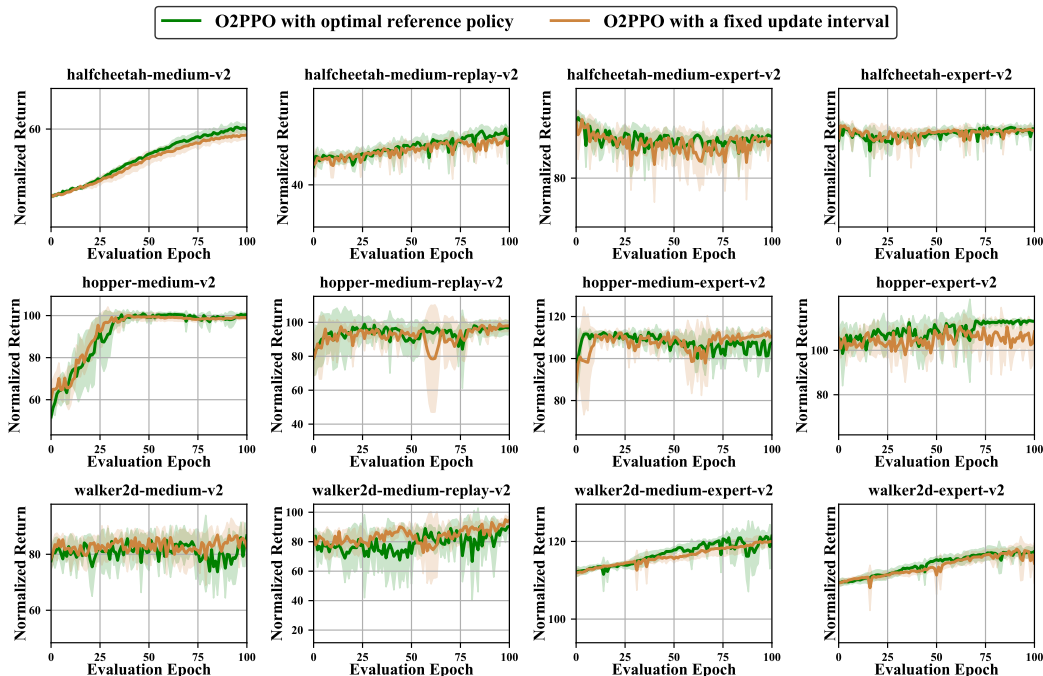 O2PPO with optimal reference policy O2PPO with a fixed update interval
halfcheetah-medium-v2 halfcheetah-medium-replay-v2 halfcheetah-medium-expert-v2 halfcheetah-expert-v2
Normalized Return Normalized Return Normalized Return Normalized Return
60
40
80
0 25 50 75 100 0 25 50 75 100 0 25 50 75 100 0 25 50 75 100
Evaluation Epoch Evaluation Epoch Evaluation Epoch Evaluation Epoch
hopper-medium-v2 hopper-medium-replay-v2 hopper-medium-expert-v2 hopper-expert-v2
Normalized Return Normalized Return Normalized Return Normalized Return
100 80 60
100 80 60 40
120 100 80 60
100 80
0 25 50 75 100 0 25 50 75 100 0 25 50 75 100 0 25 50 75 100
Evaluation Epoch Evaluation Epoch Evaluation Epoch Evaluation Epoch
walker2d-medium-v2 walker2d-medium-replay-v2 walker2d-medium-expert-v2 walker2d-expert-v2
Normalized Return Normalized Return Normalized Return Normalized Return
80 60
100 80 60 40 20
120 100
100
0 25 50 75 100 0 25 50 75 100 0 25 50 75 100 0 25 50 75 100
Evaluation Epoch Evaluation Epoch Evaluation Epoch Evaluation Epoch